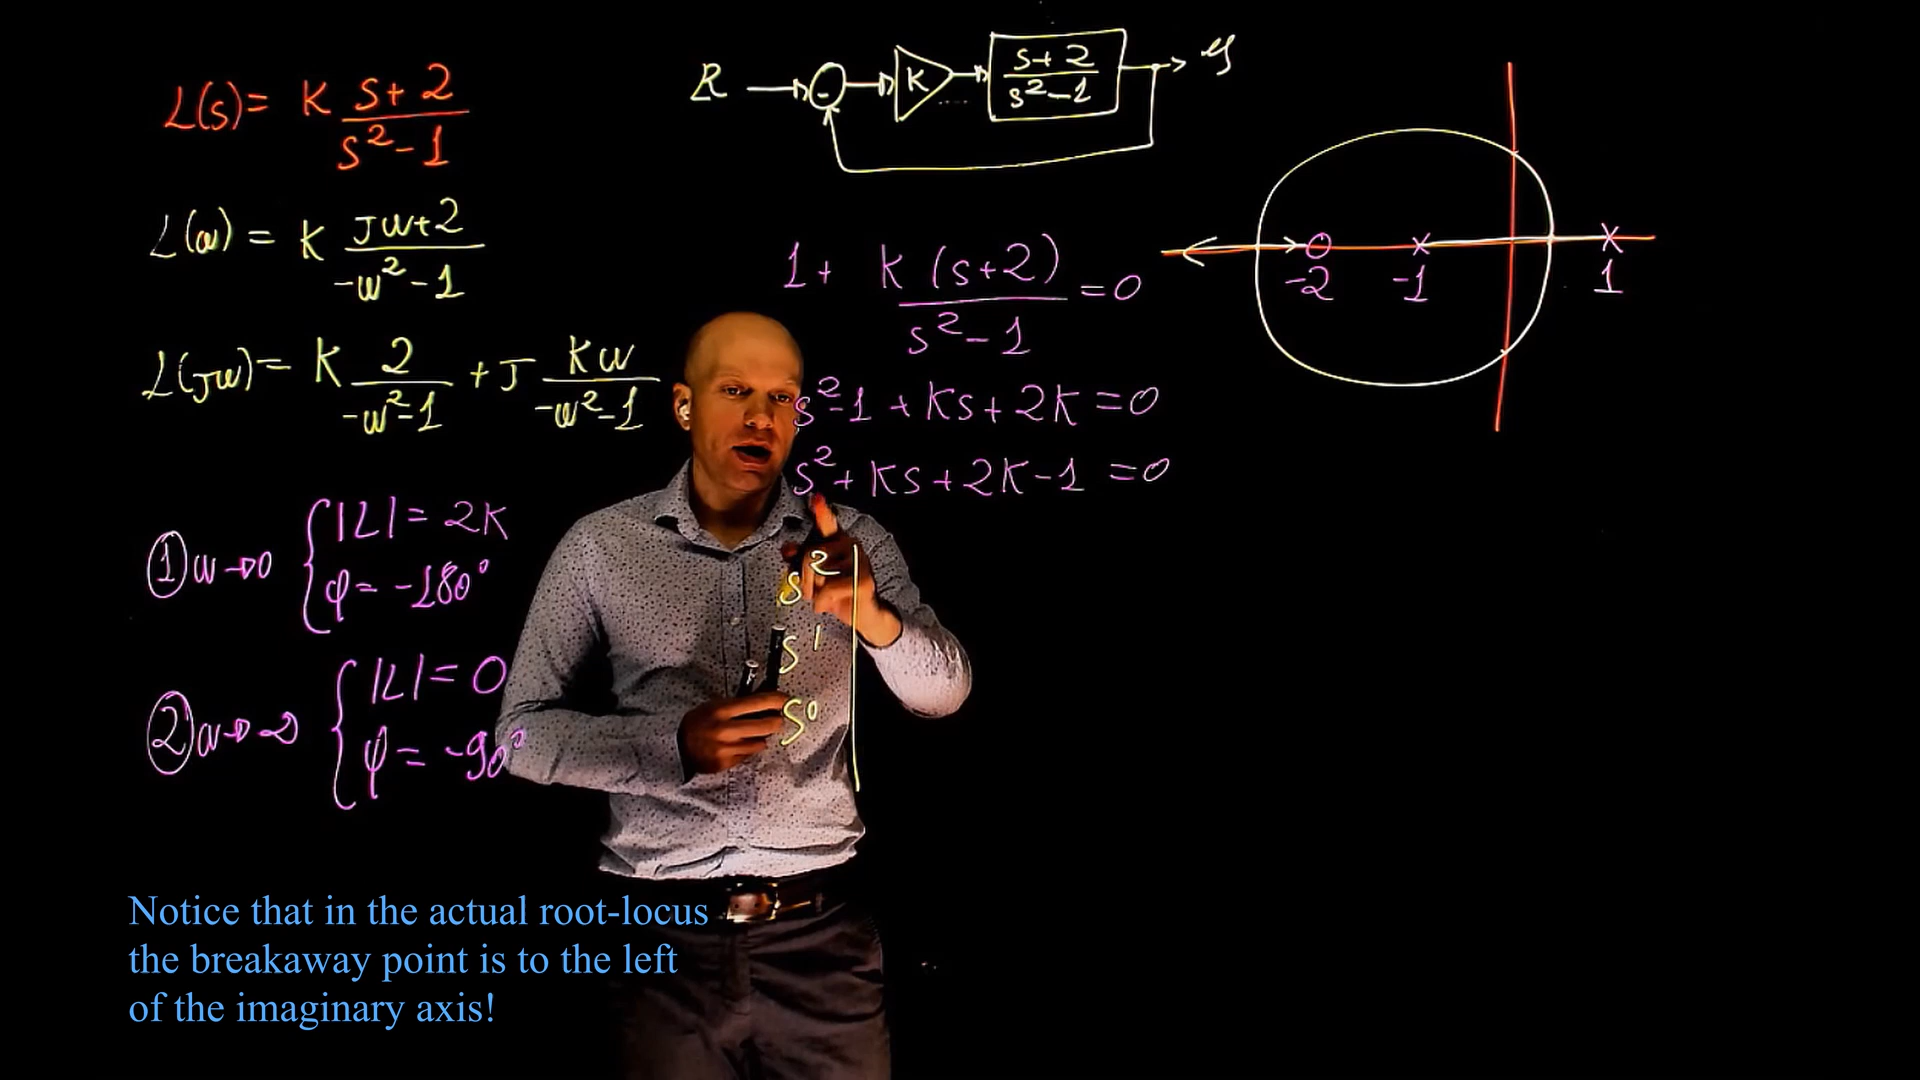 L(s) = K (s+2)/(s²-1)
L(ω) = K (Jω+2)/(-ω²-1)
L(Jω) = K 2/(-ω²-1) + J Kω/(-ω²-1)
① ω→0 { |L| = 2K
φ = -180°
② ω→∞ { |L| = 0
φ = -90°
R - K (s+2)/(s²-1) y
1 + K(s+2)/(s²-1) = 0
s²-1 + Ks + 2K = 0
s² + Ks + 2K-1 = 0
s²
s¹
s⁰
-2 -1 1
Notice that in the actual root-locus
the breakaway point is to the left
of the imaginary axis!